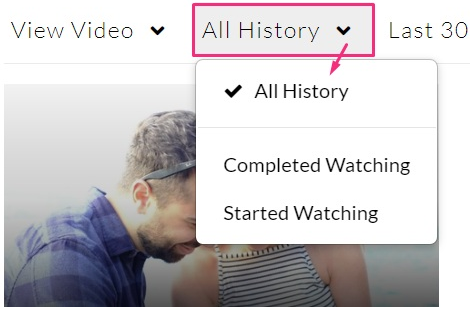 View Video All History Last 30
All History
Completed Watching
Started Watching